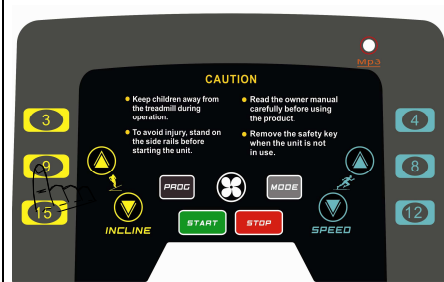 Mp3
CAUTION
• Keep children away from
the treadmill during
operation.
• To avoid injury, stand on
the side rails before
starting the unit.
• Read the owner manual
carefully before using
the product
• Remove the safety key
when the unit is not
in use.
3
9
15
4
8
12
PROG
MODE
START
STOP
INCLINE
SPEED